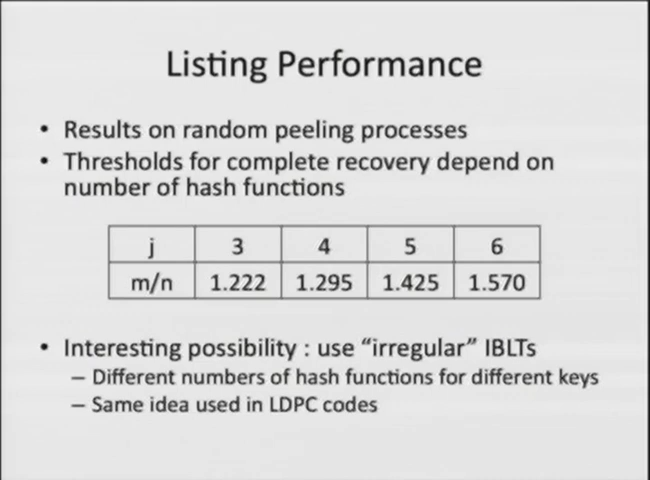 Listing Performance
• Results on random peeling processes
• Thresholds for complete recovery depend on
number of hash functions
j 3 4 5 6
m/n 1.222 1.295 1.425 1.570
• Interesting possibility : use “irregular” IBLTs
– Different numbers of hash functions for different keys
– Same idea used in LDPC codes